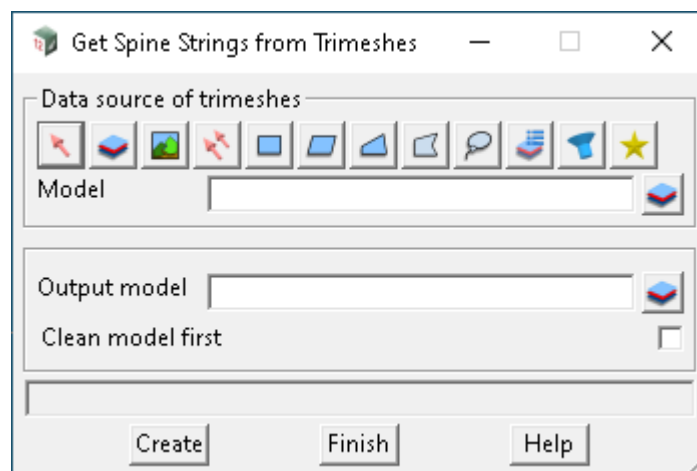 Get Spine Strings from Trimeshes
Data source of trimeshes
Model
Output model
Clean model first
Create Finish Help